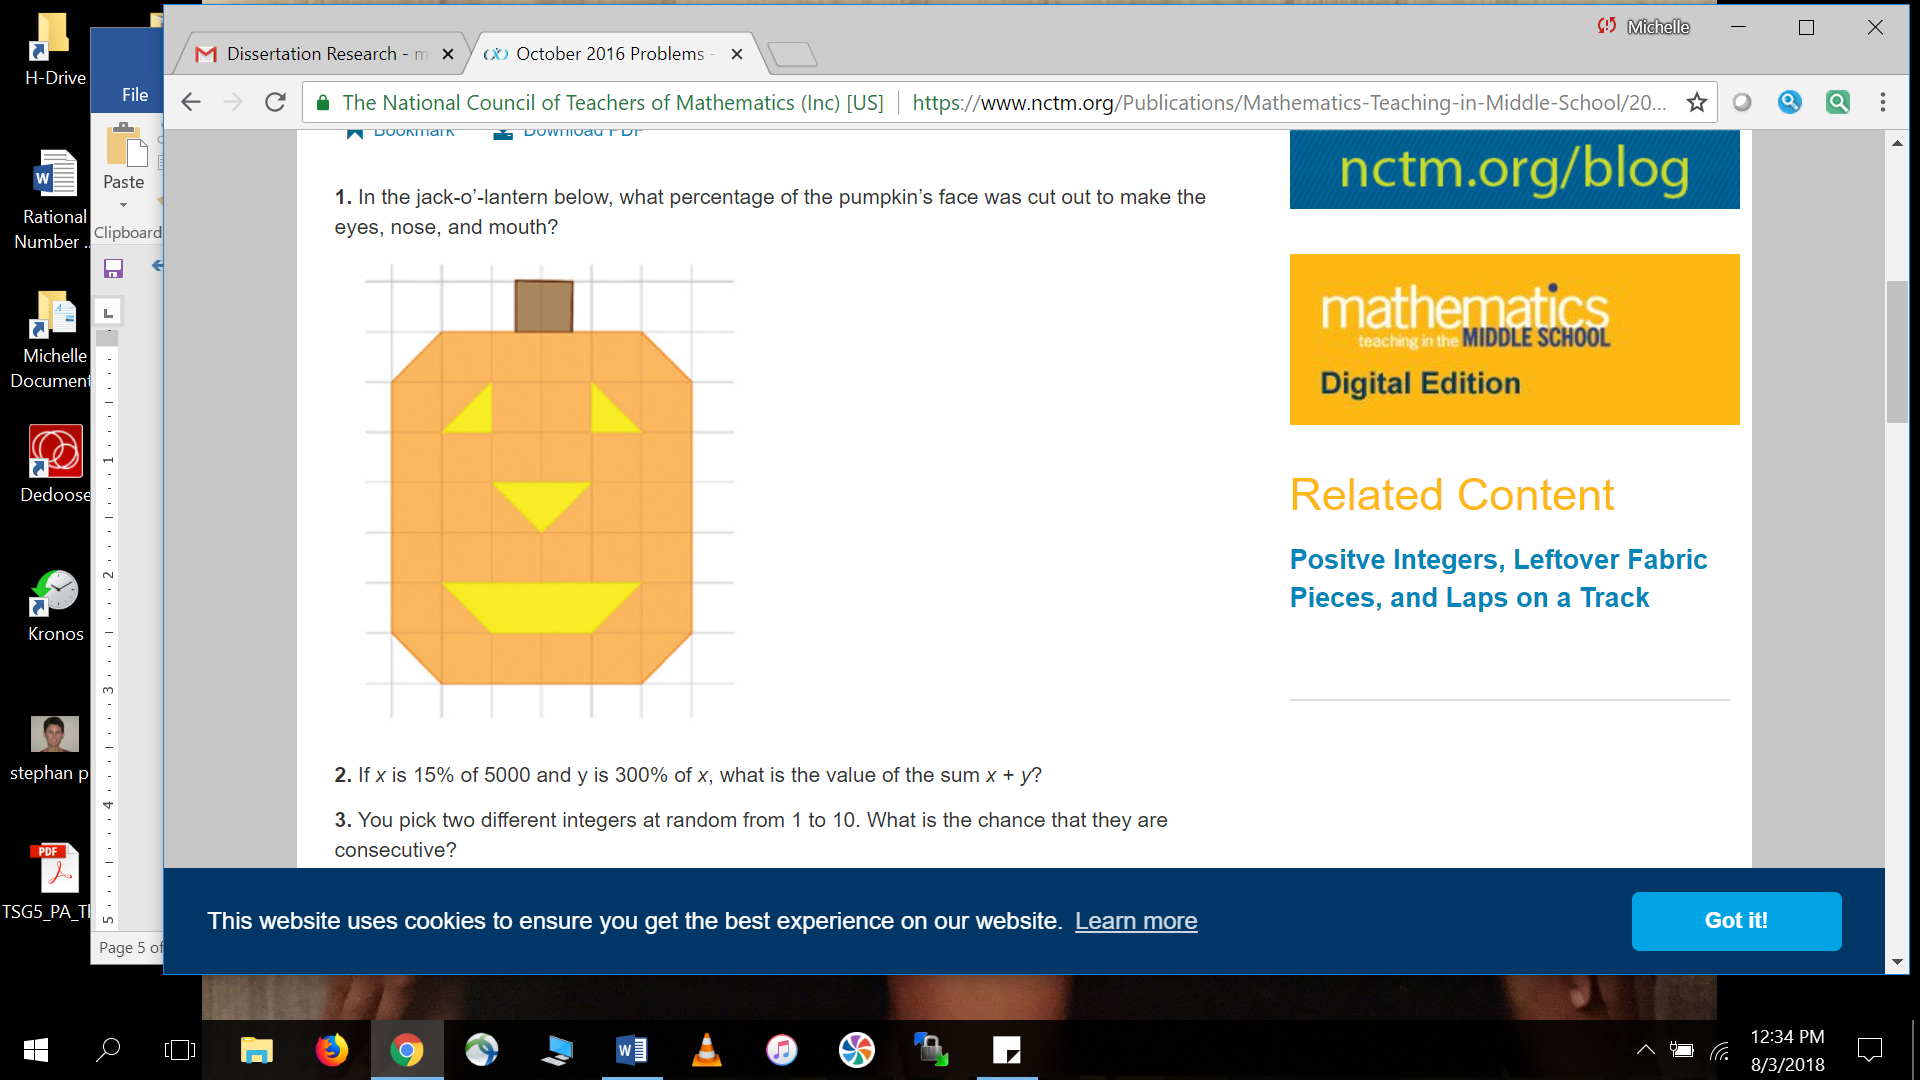 H-Drive
Rational
Number ..
Michelle
Document
Dedoose
Kronos
stephan p
TSG5_PA_Tl
File
Paste
Clipboard
1
2
3
4
5
Page 5 of
Michelle
Dissertation Research - m
October 2016 Problems -
The National Council of Teachers of Mathematics (Inc) [US]
https://www.nctm.org/Publications/Mathematics-Teaching-in-Middle-School/20...
Bookmark Download PDF
1. In the jack-o’-lantern below, what percentage of the pumpkin’s face was cut out to make the
eyes, nose, and mouth?
2. If x is 15% of 5000 and y is 300% of x, what is the value of the sum x + y?
3. You pick two different integers at random from 1 to 10. What is the chance that they are
consecutive?
nctm.org/blog
mathematics
teaching in the MIDDLE SCHOOL
Digital Edition
Related Content
Positve Integers, Leftover Fabric
Pieces, and Laps on a Track
This website uses cookies to ensure you get the best experience on our website. Learn more
Got it!
PDF
12:34 PM
8/3/2018